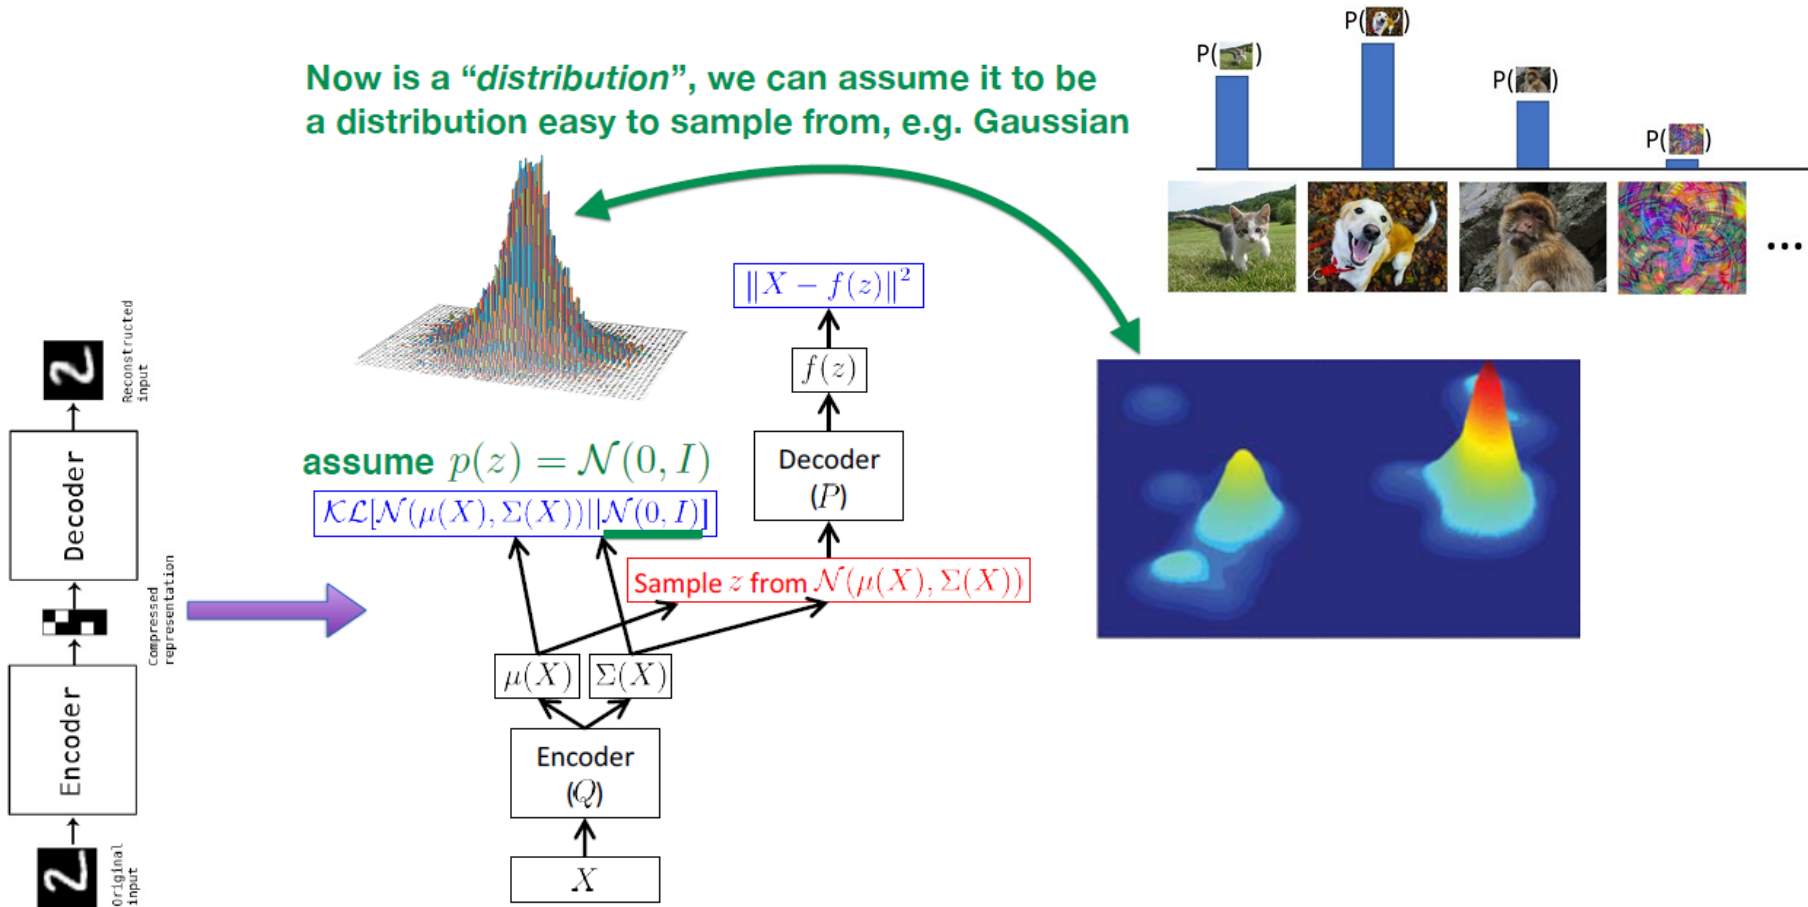 Now is a “distribution”, we can assume it to be
a distribution easy to sample from, e.g. Gaussian
P( )
P( )
P( )
P( )
...
Reconstructed
input
Decoder
Compressed
representation
Encoder
Original
input
‖X − f(z)‖²
f(z)
Decoder
(P)
assume p(z) = 𝒩(0, I)
𝒦ℒ[𝒩(μ(X), Σ(X))||𝒩(0, I)]
Sample z from 𝒩(μ(X), Σ(X))
μ(X)
Σ(X)
Encoder
(Q)
X